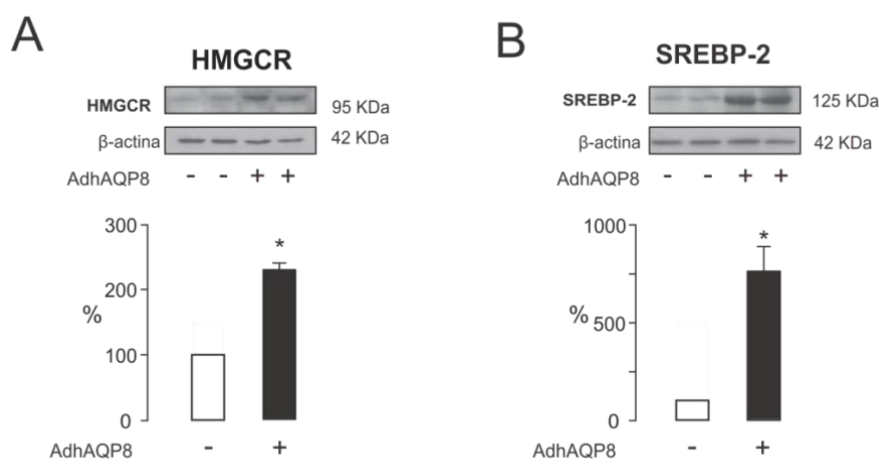 A
HMGCR
HMGCR
95 KDa
β-actina
42 KDa
AdhAQP8 - - + +
300
200
100
0
%
*
AdhAQP8 - +
B
SREBP-2
SREBP-2
125 KDa
β-actina
42 KDa
AdhAQP8 - - + +
1000
500
0
%
*
AdhAQP8 - +